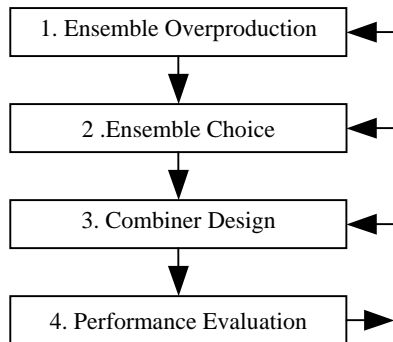 1. Ensemble Overproduction
2 .Ensemble Choice
3. Combiner Design
4. Performance Evaluation